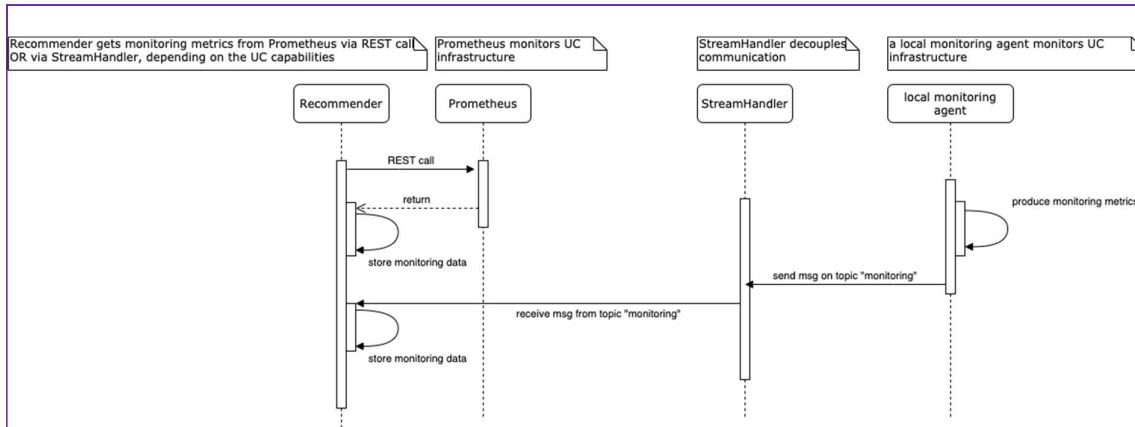 Recommender gets monitoring metrics from Prometheus via REST call
OR via StreamHandler, depending on the UC capabilities
Prometheus monitors UC
infrastructure
StreamHandler decouples
communication
a local monitoring agent monitors UC
infrastructure
Recommender
Prometheus
StreamHandler
local monitoring
agent
REST call
return
produce monitoring metrics
store monitoring data
send msg on topic "monitoring"
receive msg from topic "monitoring"
store monitoring data